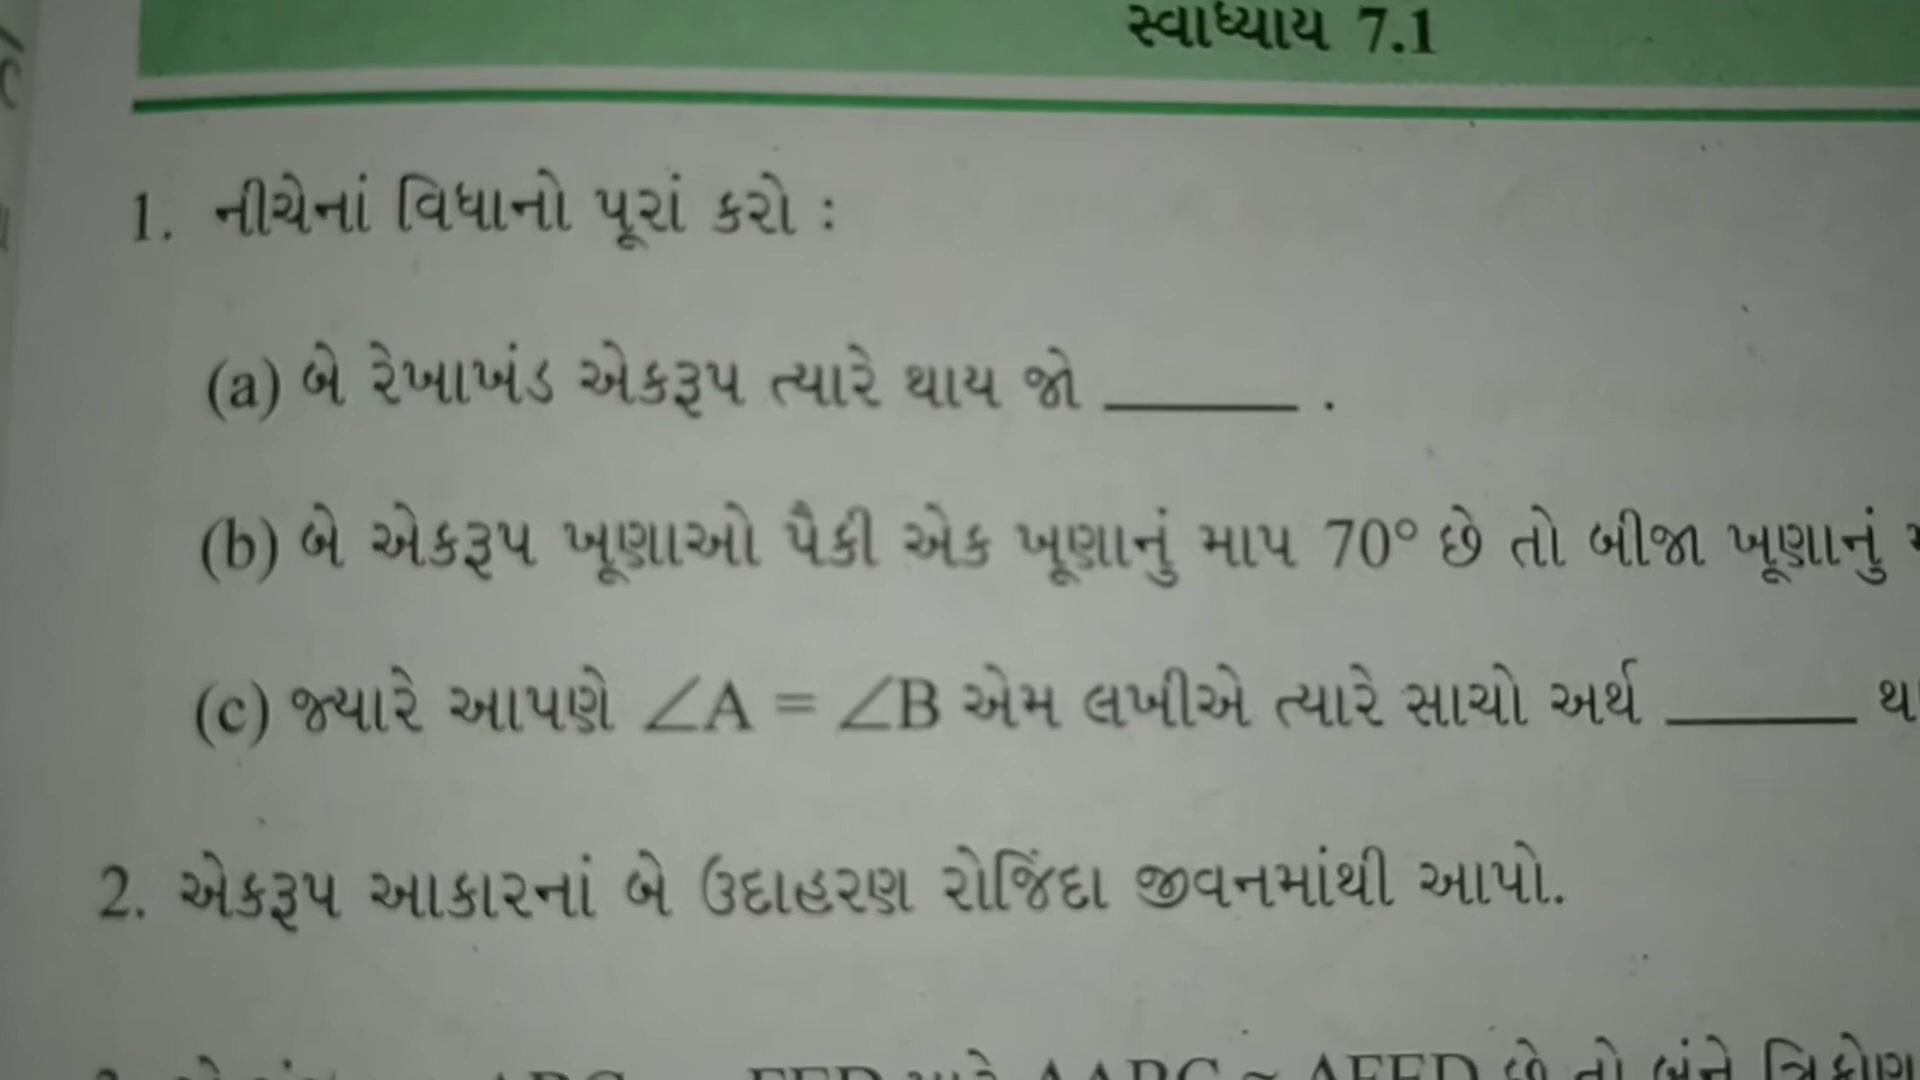 સ્વાધ્યાય 7.1
1. નીચેનાં વિધાનો પૂરાં કરો :
(a) બે રેખાખંડ એકરૂપ ત્યારે થાય જો ______ .
(b) બે એકરૂપ ખૂણાઓ પૈકી એક ખૂણાનું માપ 70° છે તો બીજા ખૂણાનું
(c) જ્યારે આપણે ∠A = ∠B એમ લખીએ ત્યારે સાચો અર્થ ______
2. એકરૂપ આકારનાં બે ઉદાહરણ રોજિંદા જીવનમાંથી આપો.
છે તો બંને ત્રિકોણ